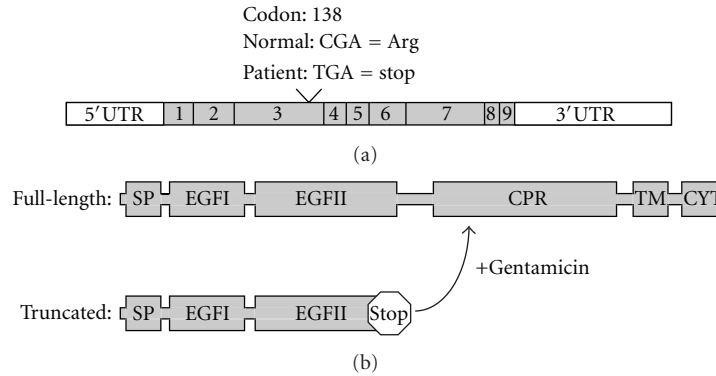 Codon: 138
Normal: CGA = Arg
Patient: TGA = stop
5′UTR 1 2 3 4 5 6 7 8 9 3′UTR
(a)
Full-length: SP EGFI EGFII CPR TM CYT
+Gentamicin
Truncated: SP EGFI EGFII Stop
(b)